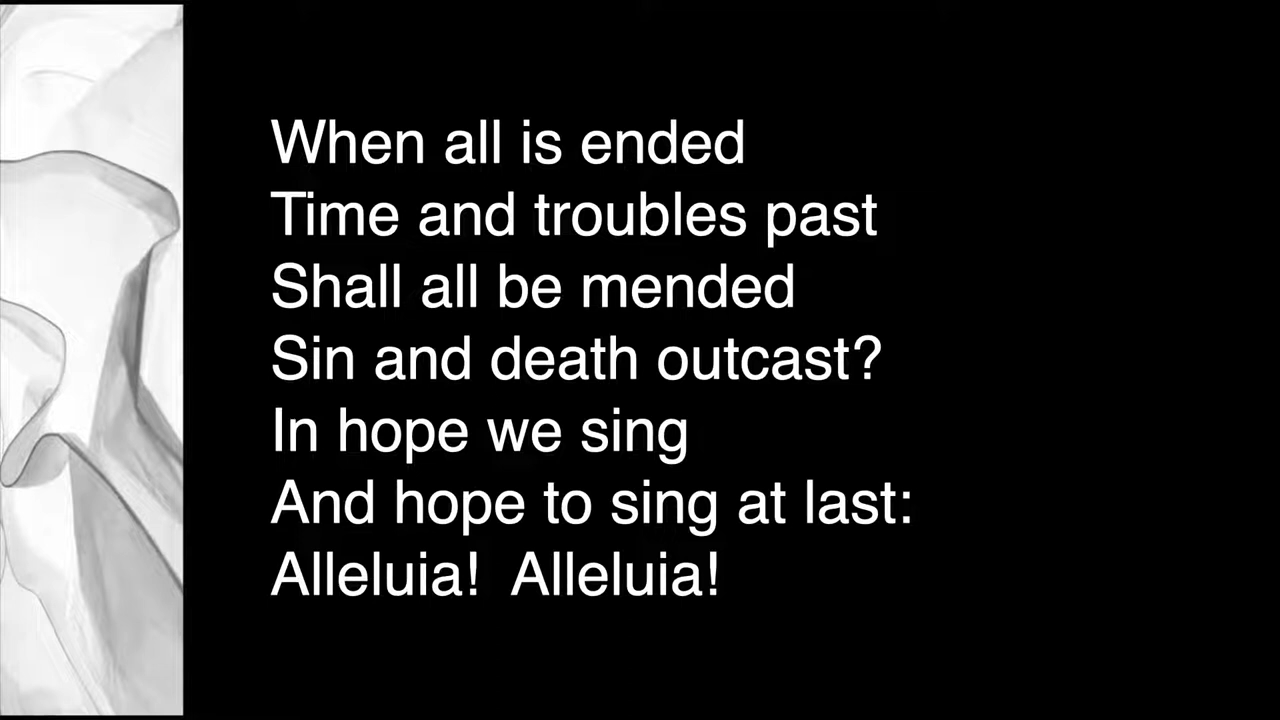 When all is ended
Time and troubles past
Shall all be mended
Sin and death outcast?
In hope we sing
And hope to sing at last:
Alleluia!  Alleluia!